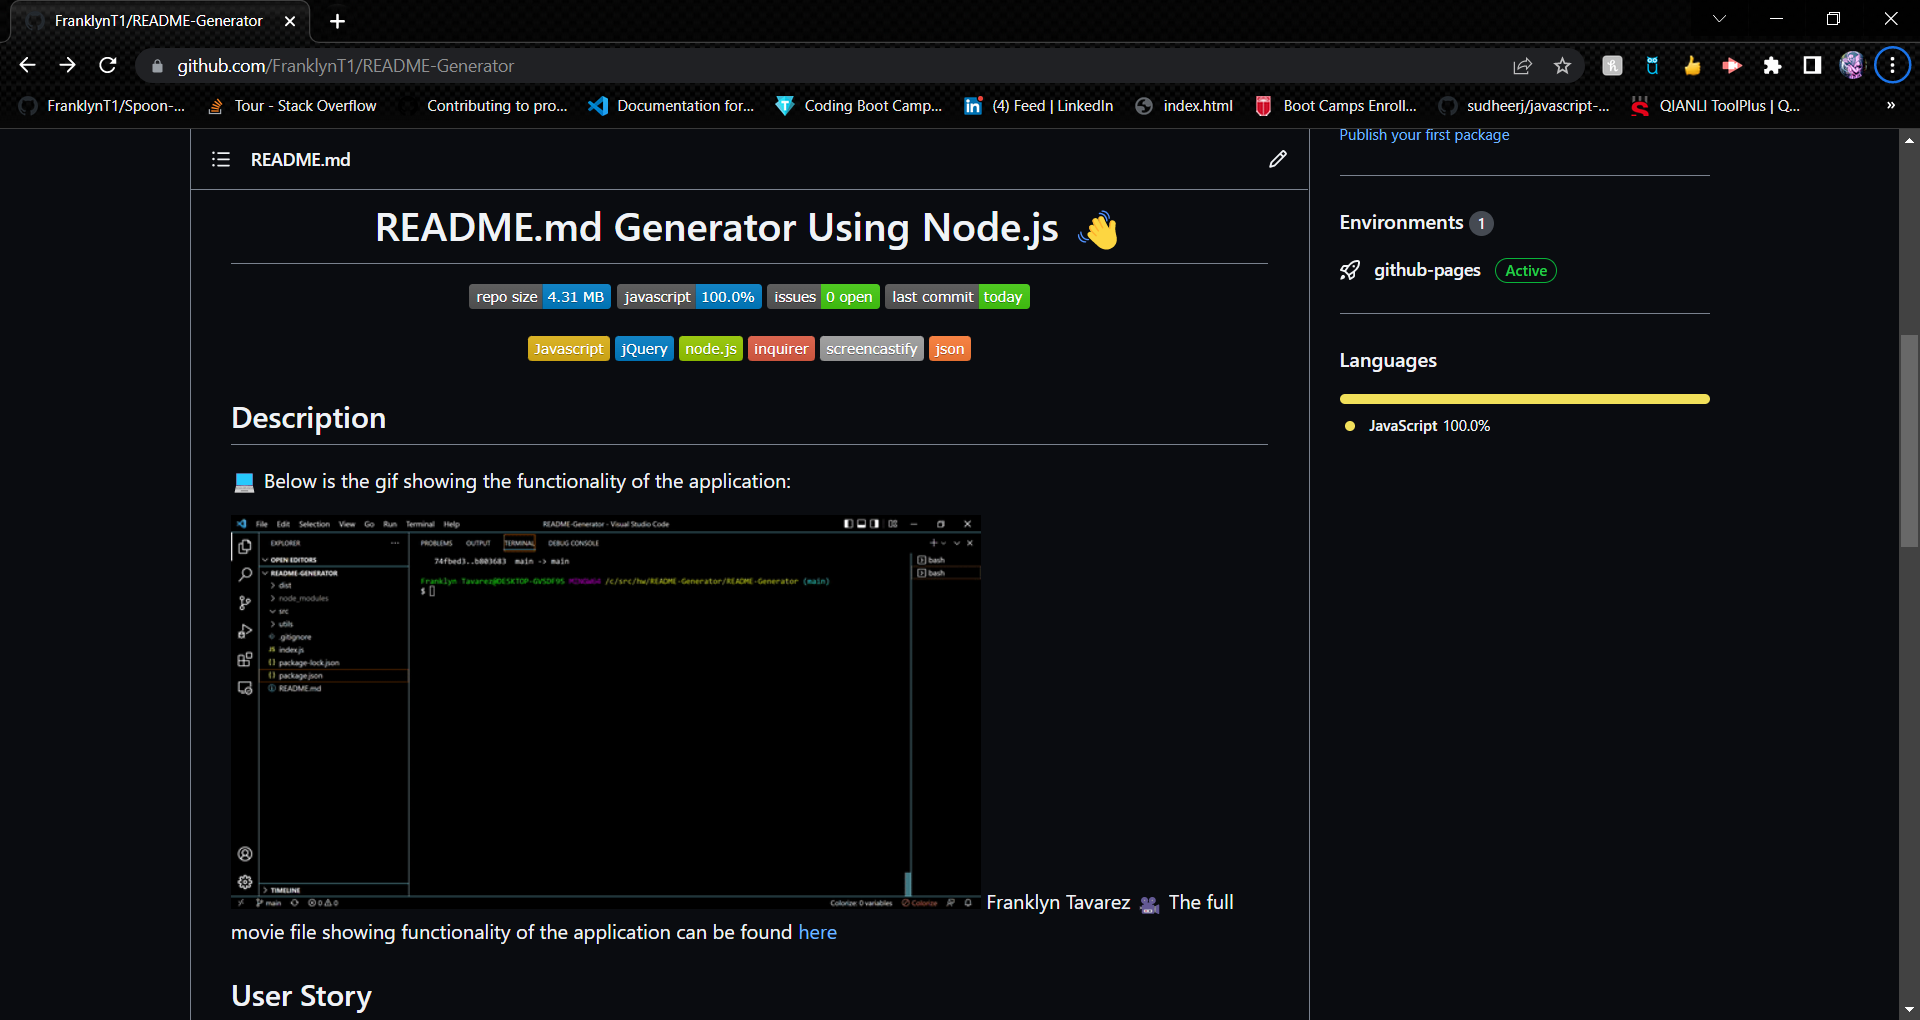 FranklynT1/README-Generator
github.com/FranklynT1/README-Generator
FranklynT1/Spoon-... Tour - Stack Overflow Contributing to pro... Documentation for... Coding Boot Camp... (4) Feed | LinkedIn index.html Boot Camps Enroll... sudheerj/javascript-... QIANLI ToolPlus | Q... »
README.md
README.md Generator Using Node.js 👋
repo size 4.31 MB javascript 100.0% issues 0 open last commit today
Javascript jQuery node.js inquirer screencastify json
Description
💻 Below is the gif showing the functionality of the application:
File Edit Selection View Go Run Terminal Help README-Generator - Visual Studio Code
EXPLORER ... PROBLEMS OUTPUT TERMINAL DEBUG CONSOLE
OPEN EDITORS
README-GENERATOR
dist
node_modules
src
utils
.gitignore
index.js
package-lock.json
package.json
README.md
TIMELINE
74fbed3..b803683 main -> main
Franklyn Tavarez@DESKTOP-GVSDF9S MINGW64 /c/src/hw/README-Generator/README-Generator (main)
$
bash
bash
main 0 0 Colorize: 0 variables Colorize
Franklyn Tavarez 🎥 The full
movie file showing functionality of the application can be found here
User Story
Publish your first package
Environments 1
github-pages Active
Languages
JavaScript 100.0%